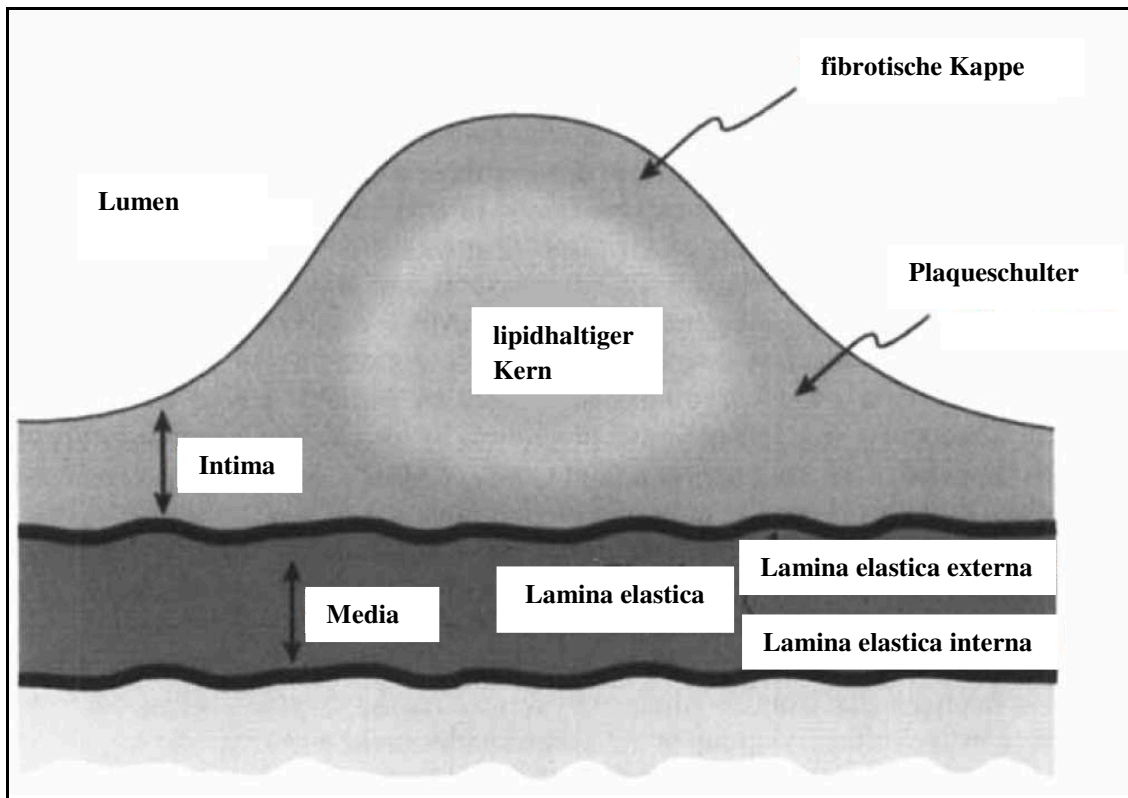 fibrotische Kappe
Lumen
Plaqueschulter
lipidhaltiger
Kern
Intima
Lamina elastica externa
Lamina elastica
Media
Lamina elastica interna